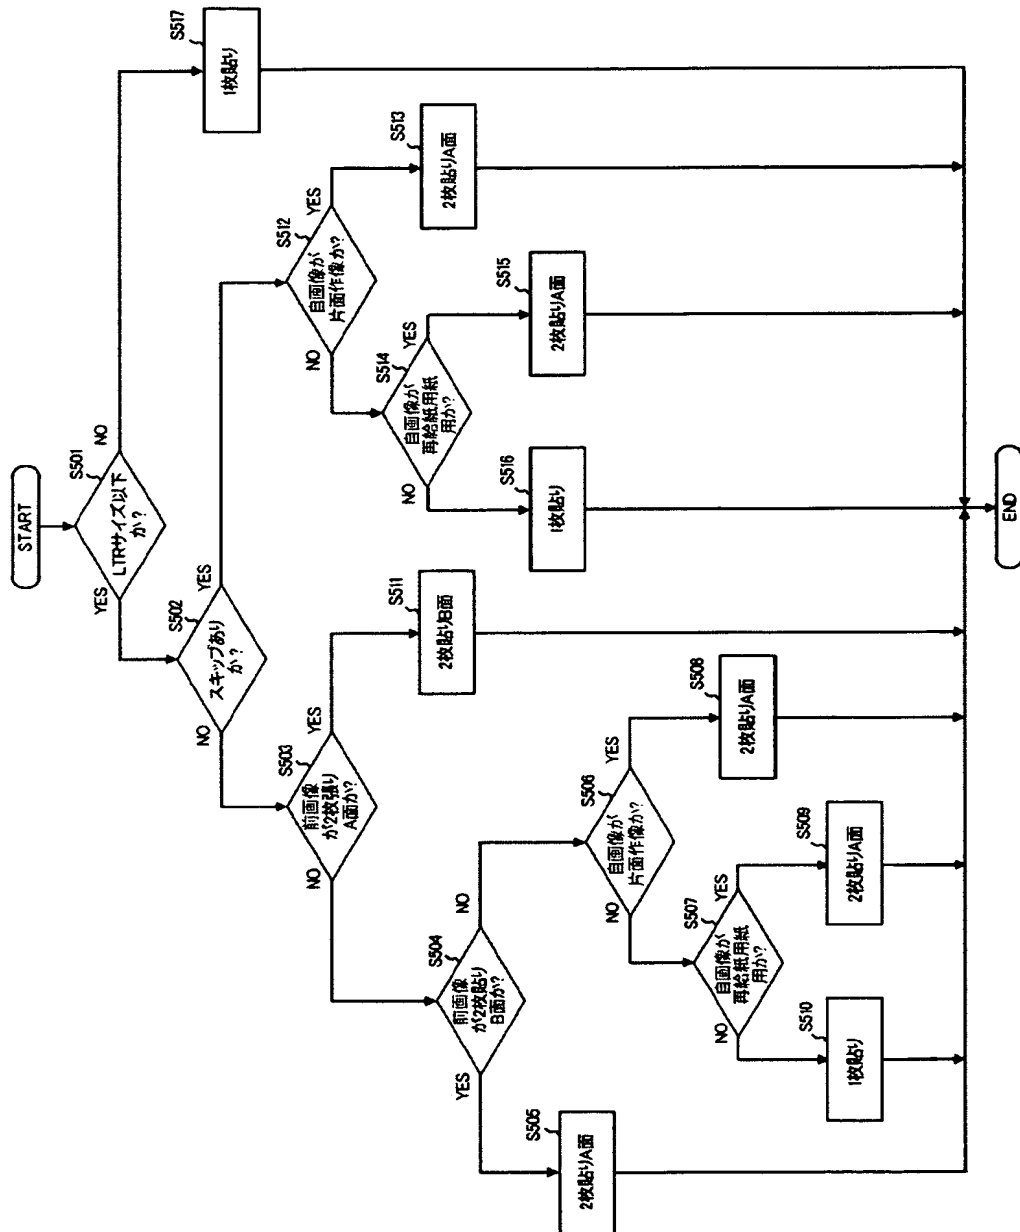 START
S501
LTRサイズ以下
か?
YES
NO
S502
スキップあり
か?
NO
YES
S503
前画像
が2枚張り
A面か?
NO
YES
S504
前画像
が2枚貼り
B面か?
YES
NO
S505
2枚貼りA面
S506
自画像が
片面作像か?
NO
YES
S507
自画像が
再給紙用紙
用か?
NO
YES
S508
2枚貼りA面
S509
2枚貼りA面
S510
1枚貼り
S511
2枚貼りB面
S512
自画像が
片面作像か?
NO
YES
S513
2枚貼りA面
S514
自画像が
再給紙用紙
用か?
NO
YES
S515
2枚貼りA面
S516
1枚貼り
S517
1枚貼り
END